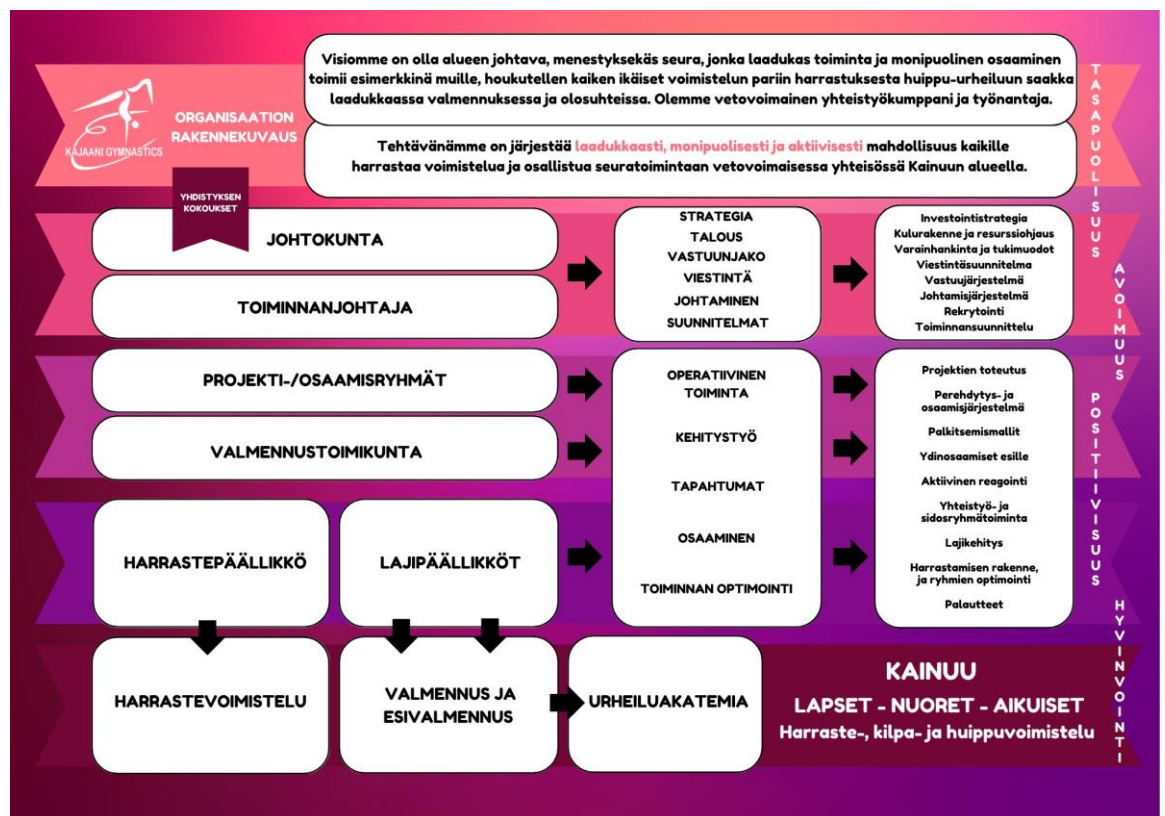 Visiomme on olla alueen johtava, menestyksekäs seura, jonka laadukas toiminta ja monipuolinen osaaminen
toimii esimerkkinä muille, houkutellen kaiken ikäiset voimistelun pariin harrastuksesta huippu-urheiluun saakka
laadukkaassa valmennuksessa ja olosuhteissa. Olemme vetovoimainen yhteistyökumppani ja työnantaja.
KAJAANI GYMNASTICS
ORGANISAATION
RAKENNEKUVAUS
Tehtävänämme on järjestää laadukkaasti, monipuolisesti ja aktiivisesti mahdollisuus kaikille
harrastaa voimistelua ja osallistua seuratoimintaan vetovoimaisessa yhteisössä Kainuun alueella.
YHDISTYKSEN
KOKOUKSET
JOHTOKUNTA
TOIMINNANJOHTAJA
STRATEGIA
TALOUS
VASTUUNJAKO
VIESTINTÄ
JOHTAMINEN
SUUNNITELMAT
Investointistrategia
Kulurakenne ja resurssiohjaus
Varainhankinta ja tukimuodot
Viestintäsuunnitelma
Vastuujärjestelmä
Johtamisjärjestelmä
Rekrytointi
Toiminnansuunnittelu
PROJEKTI-/OSAAMISRYHMÄT
VALMENNUSTOIMIKUNTA
HARRASTEPÄÄLLIKKÖ
LAJIPÄÄLLIKKÖT
OPERATIIVINEN
TOIMINTA
KEHITYSTYÖ
TAPAHTUMAT
OSAAMINEN
TOIMINNAN OPTIMOINTI
Projektien toteutus
Perehdytys- ja
osaamisjärjestelmä
Palkitsemismallit
Ydinosaamiset esille
Aktiivinen reagointi
Yhteistyö- ja
sidosryhmätoiminta
Lajikehitys
Harrastamisen rakenne,
ja ryhmien optimointi
Palautteet
HARRASTEVOIMISTELU
VALMENNUS JA
ESIVALMENNUS
URHEILUAKATEMIA
KAINUU
LAPSET - NUORET - AIKUISET
Harraste-, kilpa- ja huippuvoimistelu
TASAPUOLISUUS
AVOIMUUS
POSITIIVISUUS
HYVINVOINTI